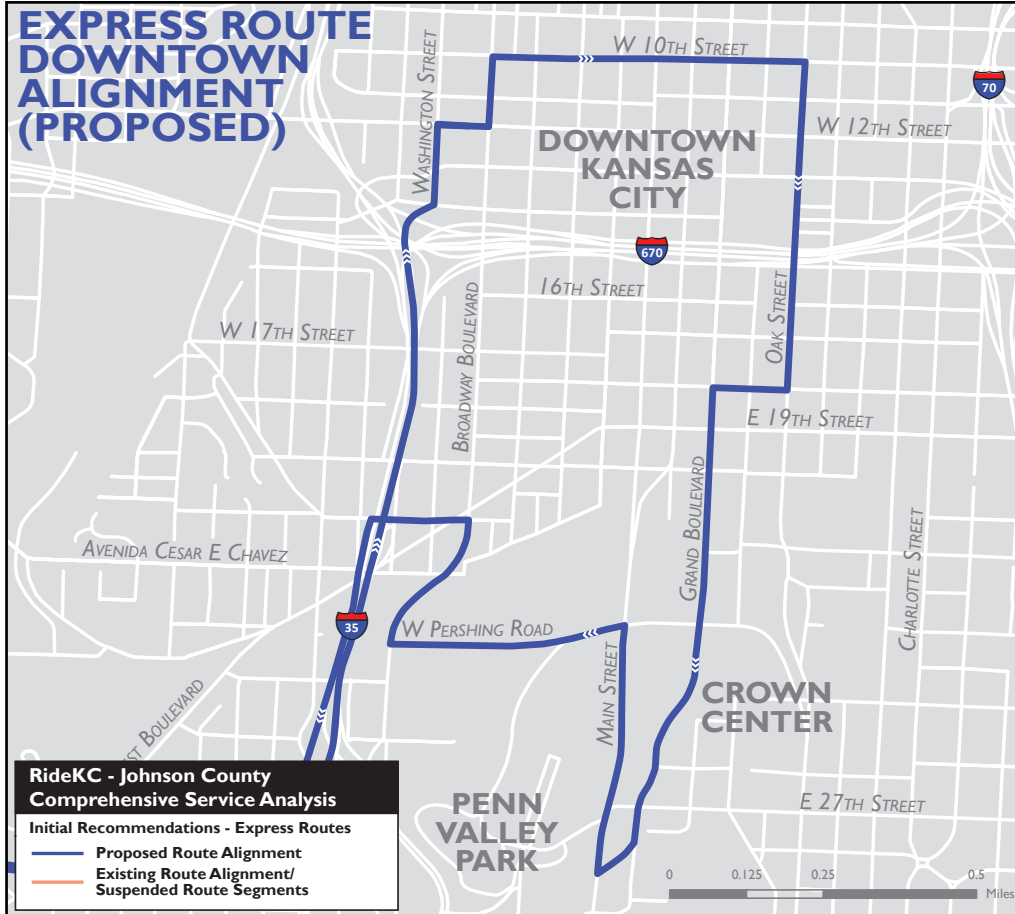 EXPRESS ROUTE
DOWNTOWN
ALIGNMENT
(PROPOSED)
W 10TH STREET
WASHINGTON STREET
70
W 12TH STREET
DOWNTOWN
KANSAS
CITY
670
16TH STREET
W 17TH STREET
BROADWAY BOULEVARD
OAK STREET
E 19TH STREET
GRAND BOULEVARD
AVENIDA CESAR E CHAVEZ
CHARLOTTE STREET
35
W PERSHING ROAD
MAIN STREET
CROWN
CENTER
BOULEVARD
PENN
VALLEY
PARK
E 27TH STREET
RideKC - Johnson County
Comprehensive Service Analysis
Initial Recommendations - Express Routes
Proposed Route Alignment
Existing Route Alignment/
Suspended Route Segments
0 0.125 0.25 0.5
Miles